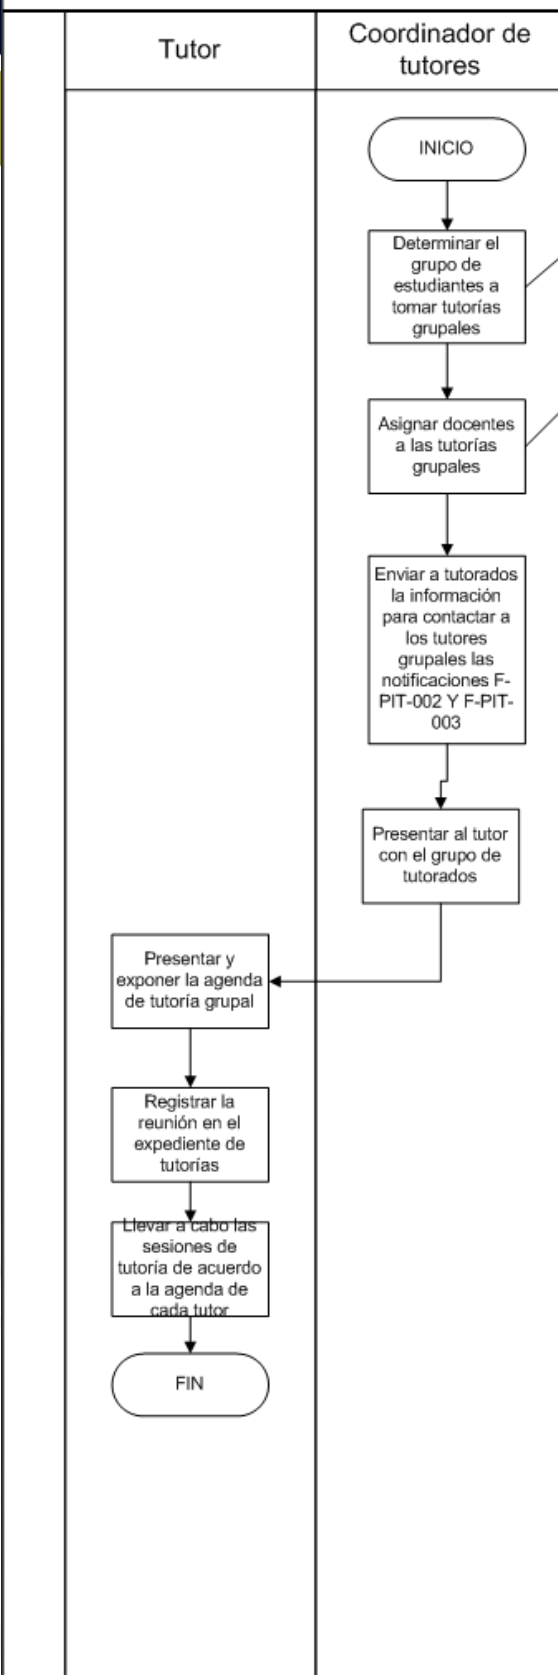 Tutor
Coordinador de
tutores
INICIO
Determinar el
grupo de
estudiantes a
tomar tutorías
grupales
Asignar docentes
a las tutorías
grupales
Enviar a tutorados
la información
para contactar a
los tutores
grupales las
notificaciones F-
PIT-002 Y F-PIT-
003
Presentar al tutor
con el grupo de
tutorados
Presentar y
exponer la agenda
de tutoría grupal
Registrar la
reunión en el
expediente de
tutorías
Llevar a cabo las
sesiones de
tutoría de acuerdo
a la agenda de
cada tutor
FIN